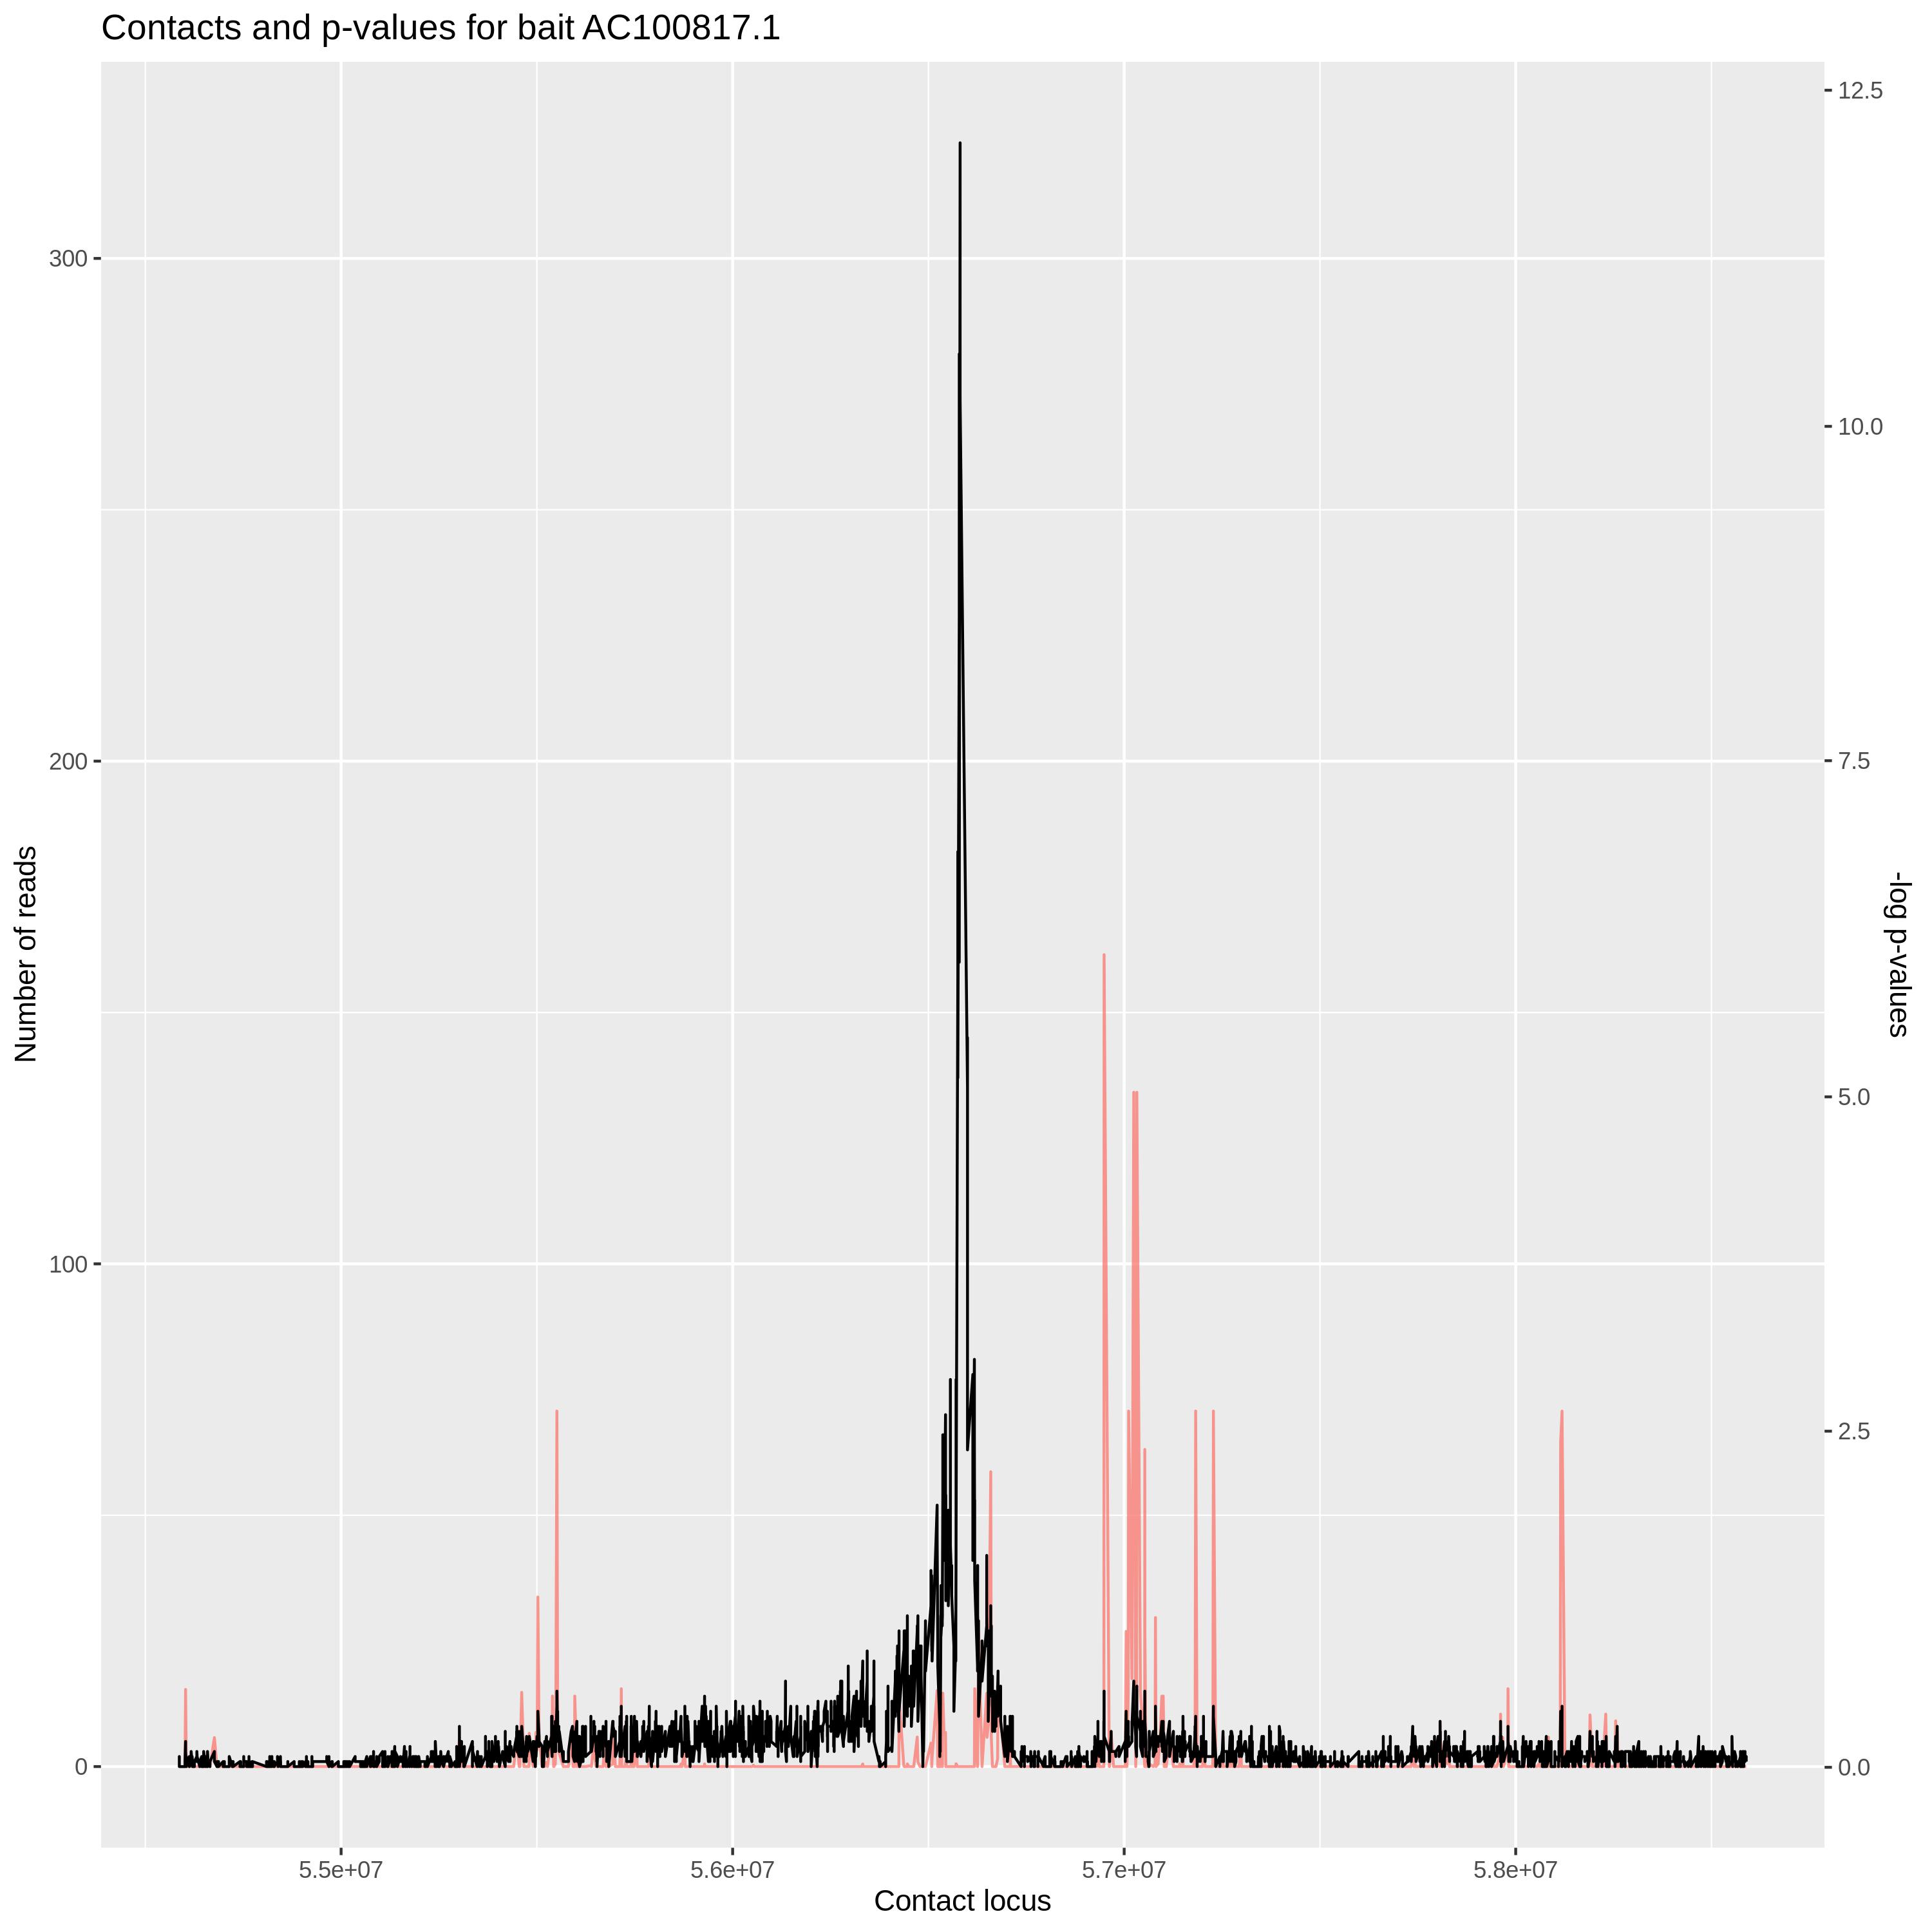 Contacts and p-values for bait AC100817.1
300
200
100
0
Number of reads
12.5
10.0
7.5
5.0
2.5
0.0
-log p-values
5.5e+07
5.6e+07
5.7e+07
5.8e+07
Contact locus